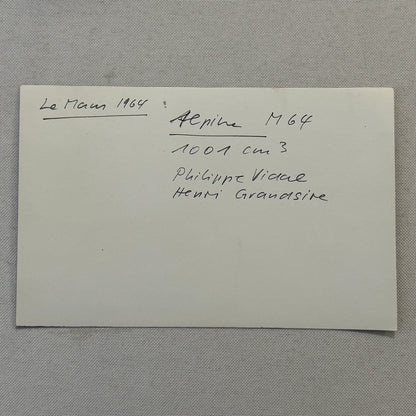 Le Mans 1964
Alpine M64
1001 cm³
Philippe Vidal
Henri Grandsire